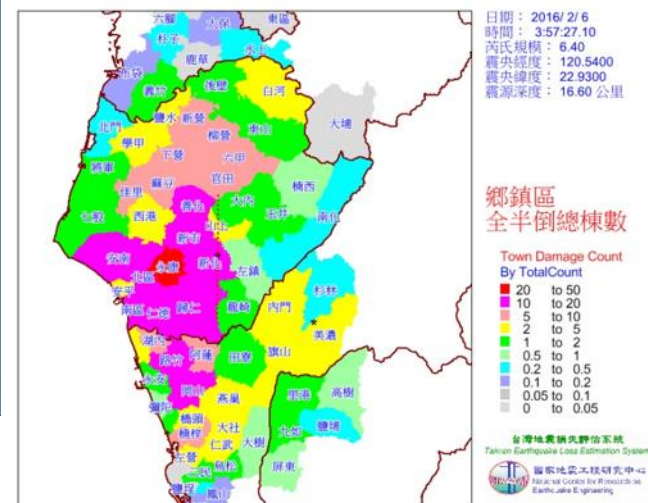 日期： 2016/ 2/ 6
時間： 3:57:27.10
芮氏規模： 6.40
震央經度： 120.5400
震央緯度： 22.9300
震源深度： 16.60 公里
鄉鎮區
全半倒總棟數
Town Damage Count
By TotalCount
20 to 50
10 to 20
5 to 10
2 to 5
1 to 2
0.5 to 1
0.2 to 0.5
0.1 to 0.2
0.05 to 0.1
0 to 0.05
台灣地震損失評估系統
Taiwan Earthquake Loss Estimation System
國家地震工程研究中心
National Center for Research on
Earthquake Engineering
六腳
太保
東區
朴子
水上
鹿草
布袋
義竹
後壁
白河
大埔
北門
鹽水
新營
學甲
柳營
東山
下營
六甲
將軍
麻豆
官田
楠西
佳里
大內
七股
西港
善化
玉井
南化
山上
新市
安南
永康
新化
左鎮
北區
安平
杉林
南區
仁德
歸仁
龍崎
內門
美濃
湖內
路竹
阿蓮
田寮
旗山
永安
岡山
里港
高樹
彌陀
燕巢
橋頭
楠梓
大社
九如
鹽埔
仁武
大樹
左營
三民
鳥松
屏東
鹽埕
鳳山